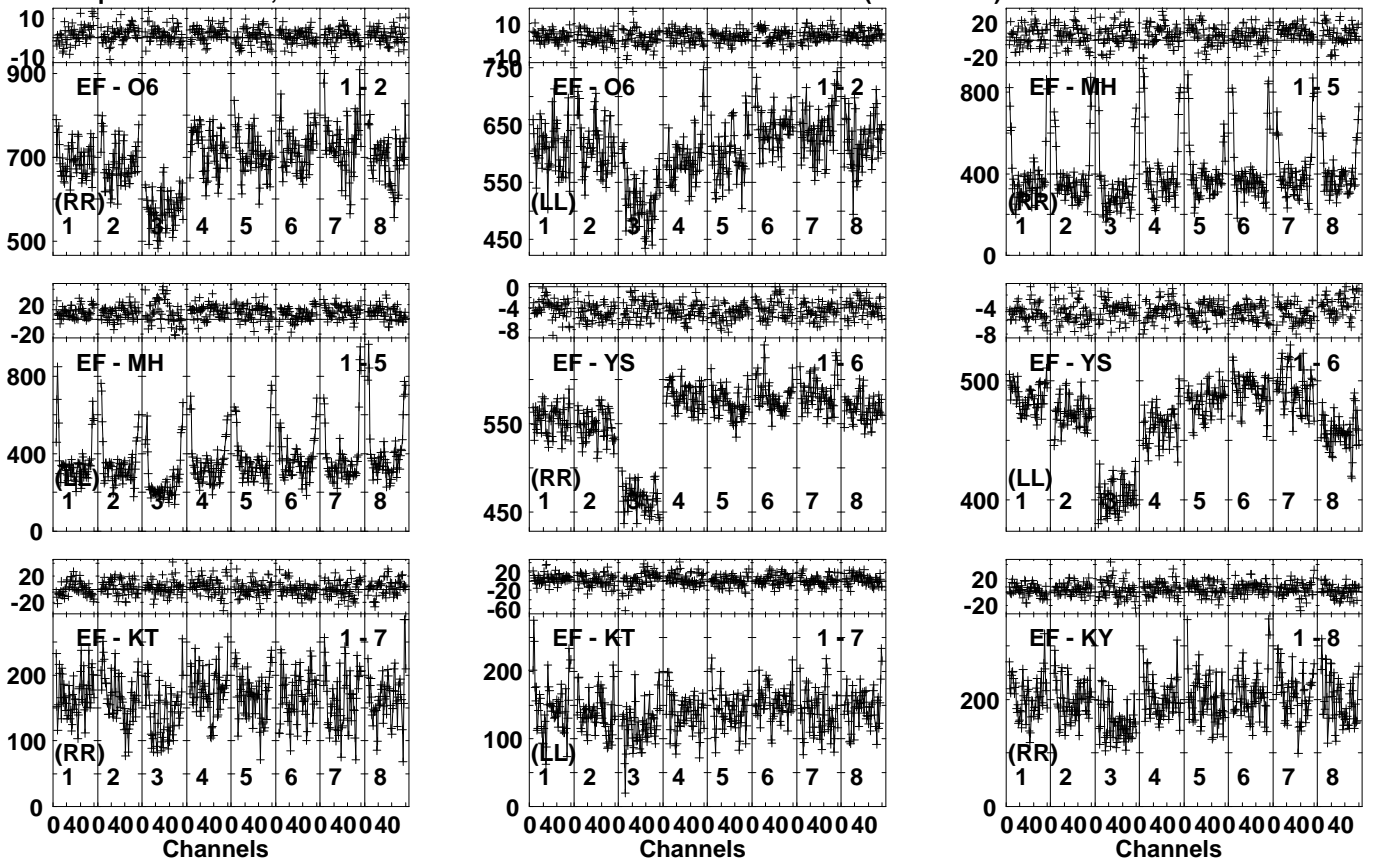 10
-10
900
EF - O6 1 - 2
700
(RR)
1 2 3 4 5 6 7 8
500
10
-10
750
EF - O6 1 - 2
650
550
(LL)
1 2 3 4 5 6 7 8
450
20
-20
EF - MH 1 - 5
800
400
(RR)
1 2 3 4 5 6 7 8
0
20
-20
EF - MH 1 - 5
800
400
(LL)
1 2 3 4 5 6 7 8
0
0
-4
-8
EF - YS 1 - 6
550
(RR)
1 2 3 4 5 6 7 8
450
-4
-8
EF - YS 1 - 6
500
(LL)
1 2 3 4 5 6 7 8
400
20
-20
EF - KT 1 - 7
200
100
(RR)
1 2 3 4 5 6 7 8
0
0 40 0 40 0 40 0 40 0 40 0 40 0 40 0 40
Channels
20
-20
-60
EF - KT 1 - 7
200
100
(LL)
1 2 3 4 5 6 7 8
0
0 40 0 40 0 40 0 40 0 40 0 40 0 40 0 40
Channels
20
-20
EF - KY 1 - 8
200
(RR)
1 2 3 4 5 6 7 8
0
0 40 0 40 0 40 0 40 0 40 0 40 0 40 0 40
Channels